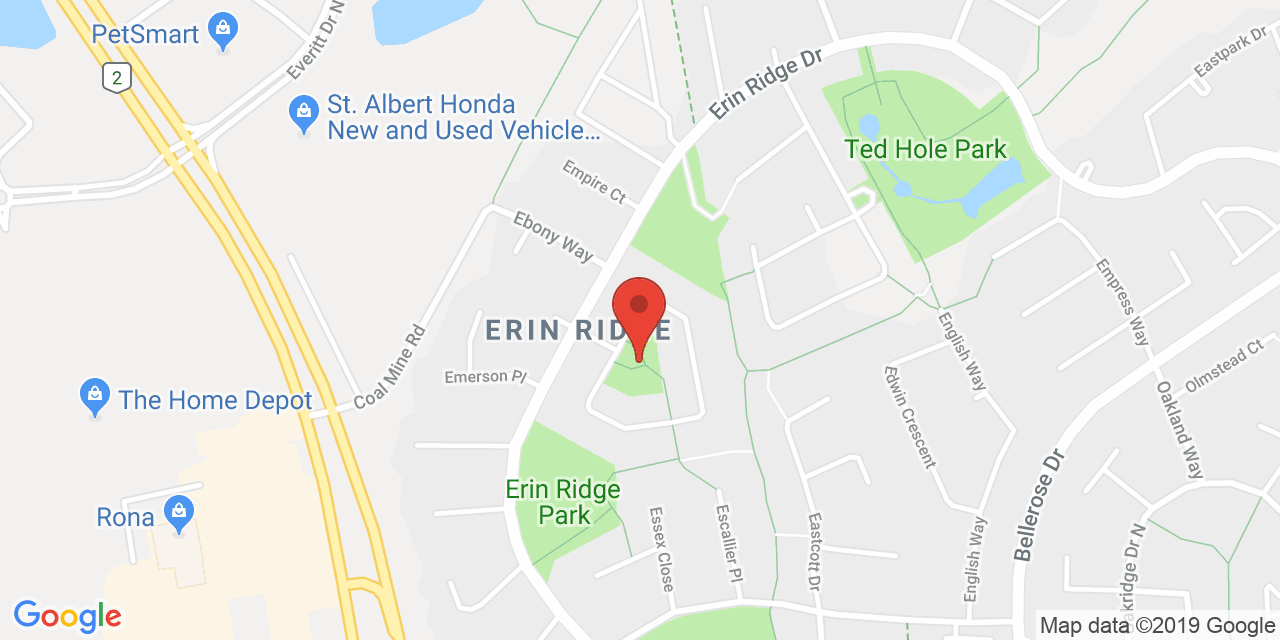 PetSmart
Everitt Dr N
2
St. Albert Honda
New and Used Vehicle...
Erin Ridge Dr
Eastpark Dr
Ted Hole Park
Empire Ct
Ebony Way
Empress Way
ERIN RIDGE
English Way
Coal Mine Rd
Olmstead Ct
Emerson Pl
The Home Depot
Edwin Crescent
Oakland Way
Bellerose Dr
Erin Ridge
Park
Rona
Essex Close
Escallier Pl
Eastcott Dr
English Way
akridge Dr N
Google
Map data ©2019 Google